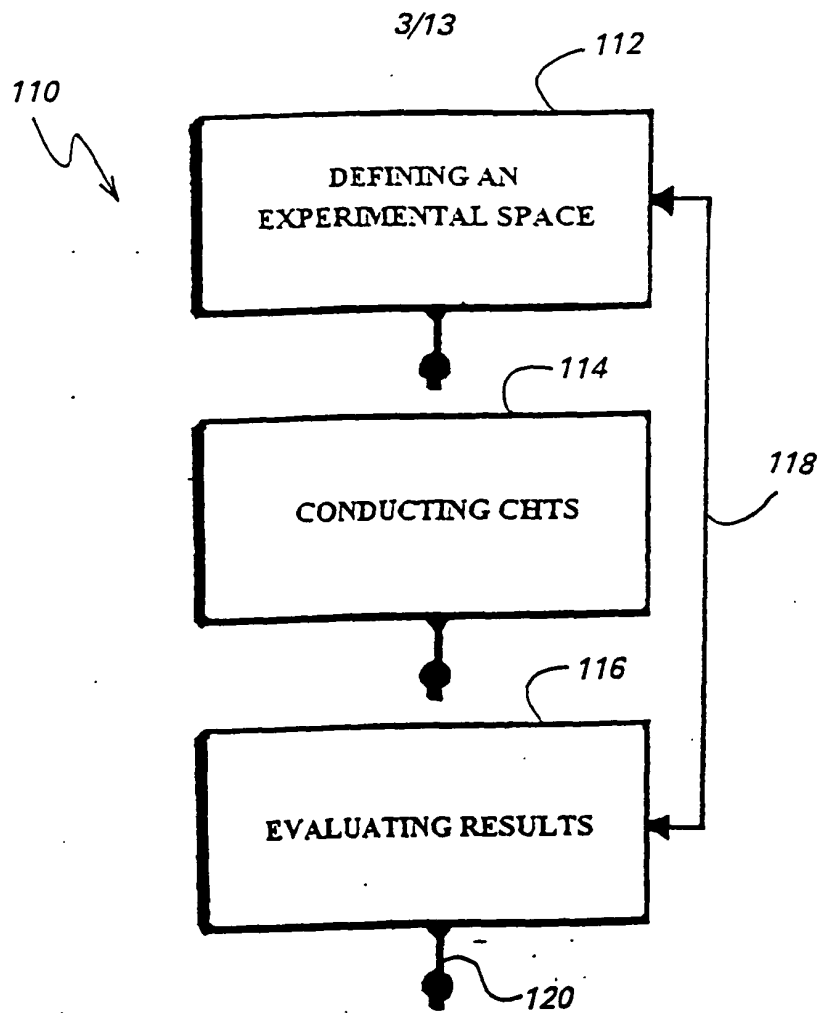 3/13
112
110
DEFINING AN
EXPERIMENTAL SPACE
114
118
CONDUCTING CHTS
116
EVALUATING RESULTS
120